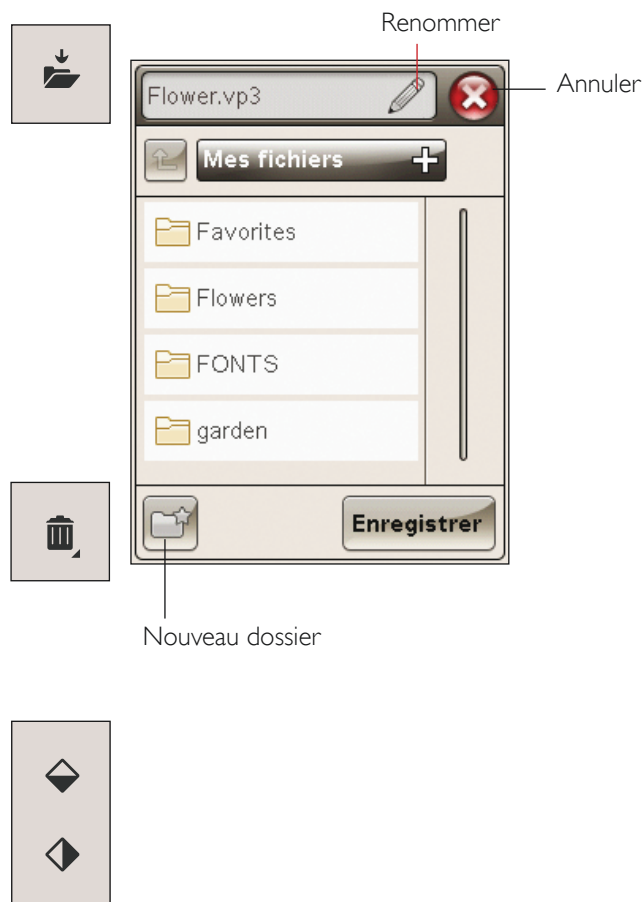 Renommer
Annuler
Flower.vp3
Mes fichiers
Favorites
Flowers
FONTS
garden
Enregistrer
Nouveau dossier